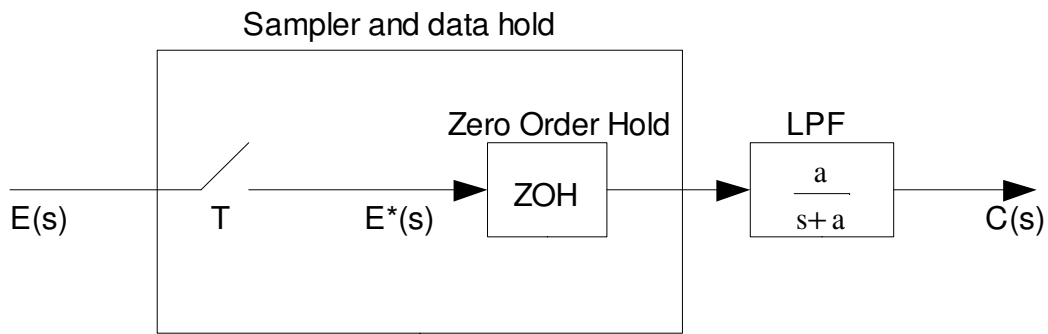 Sampler and data hold
Zero Order Hold
LPF
ZOH
a
s+a
E(s)
T
E*(s)
C(s)